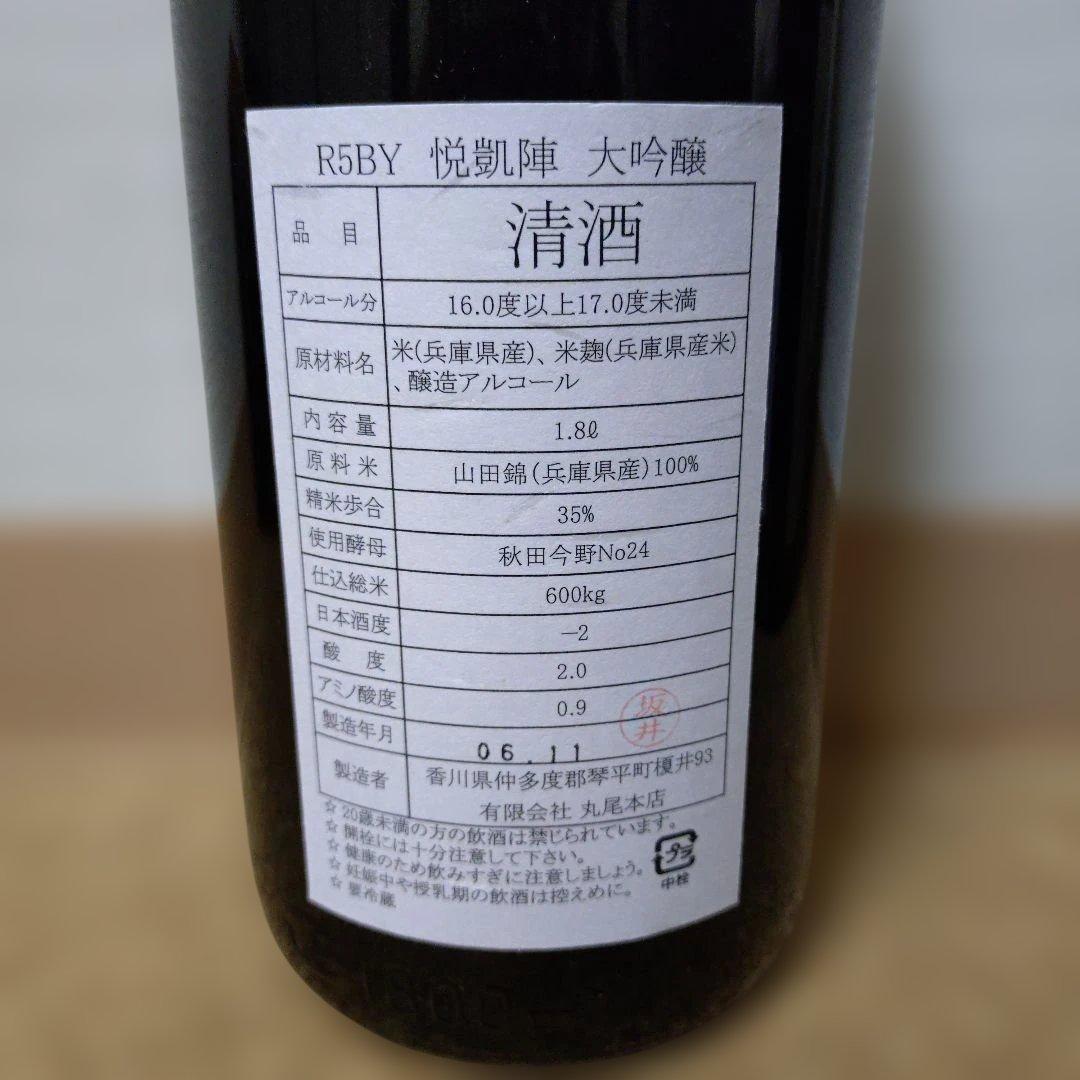 R5BY 悦凱陣 大吟醸
品目 清酒
アルコール分 16.0度以上17.0度未満
原材料名 米(兵庫県産)、米麹(兵庫県産米)
、醸造アルコール
内容量 1.8ℓ
原料米 山田錦(兵庫県産)100%
精米歩合 35%
使用酵母 秋田今野No24
仕込総米 600kg
日本酒度 −2
酸度 2.0
アミノ酸度 0.9
製造年月 06.11
坂井
製造者 香川県仲多度郡琴平町榎井93
有限会社 丸尾本店
☆20歳未満の方の飲酒は禁じられています。
☆開栓には十分注意して下さい。
☆健康のため飲みすぎに注意しましょう。
☆妊娠中や授乳期の飲酒は控えめに。
☆要冷蔵
プラ
中栓